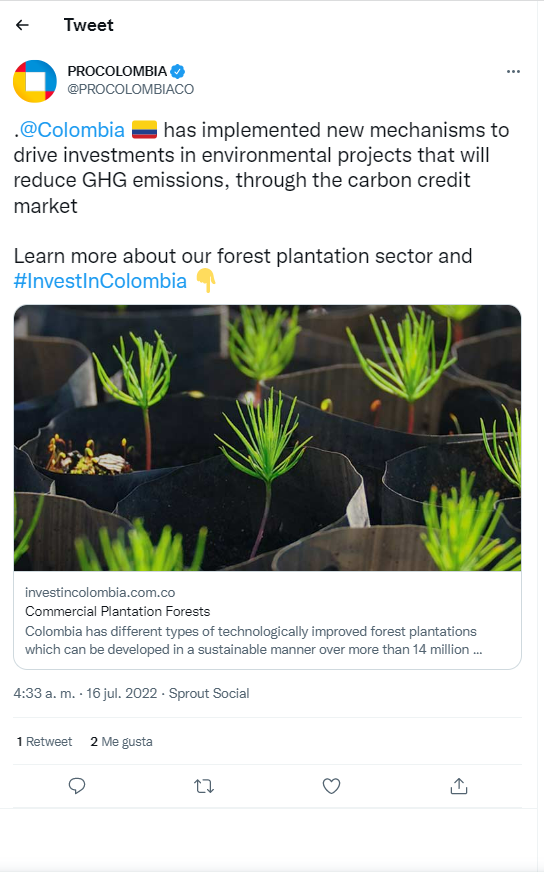 Tweet
PROCOLOMBIA
@PROCOLOMBIACO
.@Colombia 🇨🇴 has implemented new mechanisms to
drive investments in environmental projects that will
reduce GHG emissions, through the carbon credit
market
Learn more about our forest plantation sector and
#InvestInColombia 👇
investincolombia.com.co
Commercial Plantation Forests
Colombia has different types of technologically improved forest plantations
which can be developed in a sustainable manner over more than 14 million ...
4:33 a. m. · 16 jul. 2022 · Sprout Social
1 Retweet 2 Me gusta